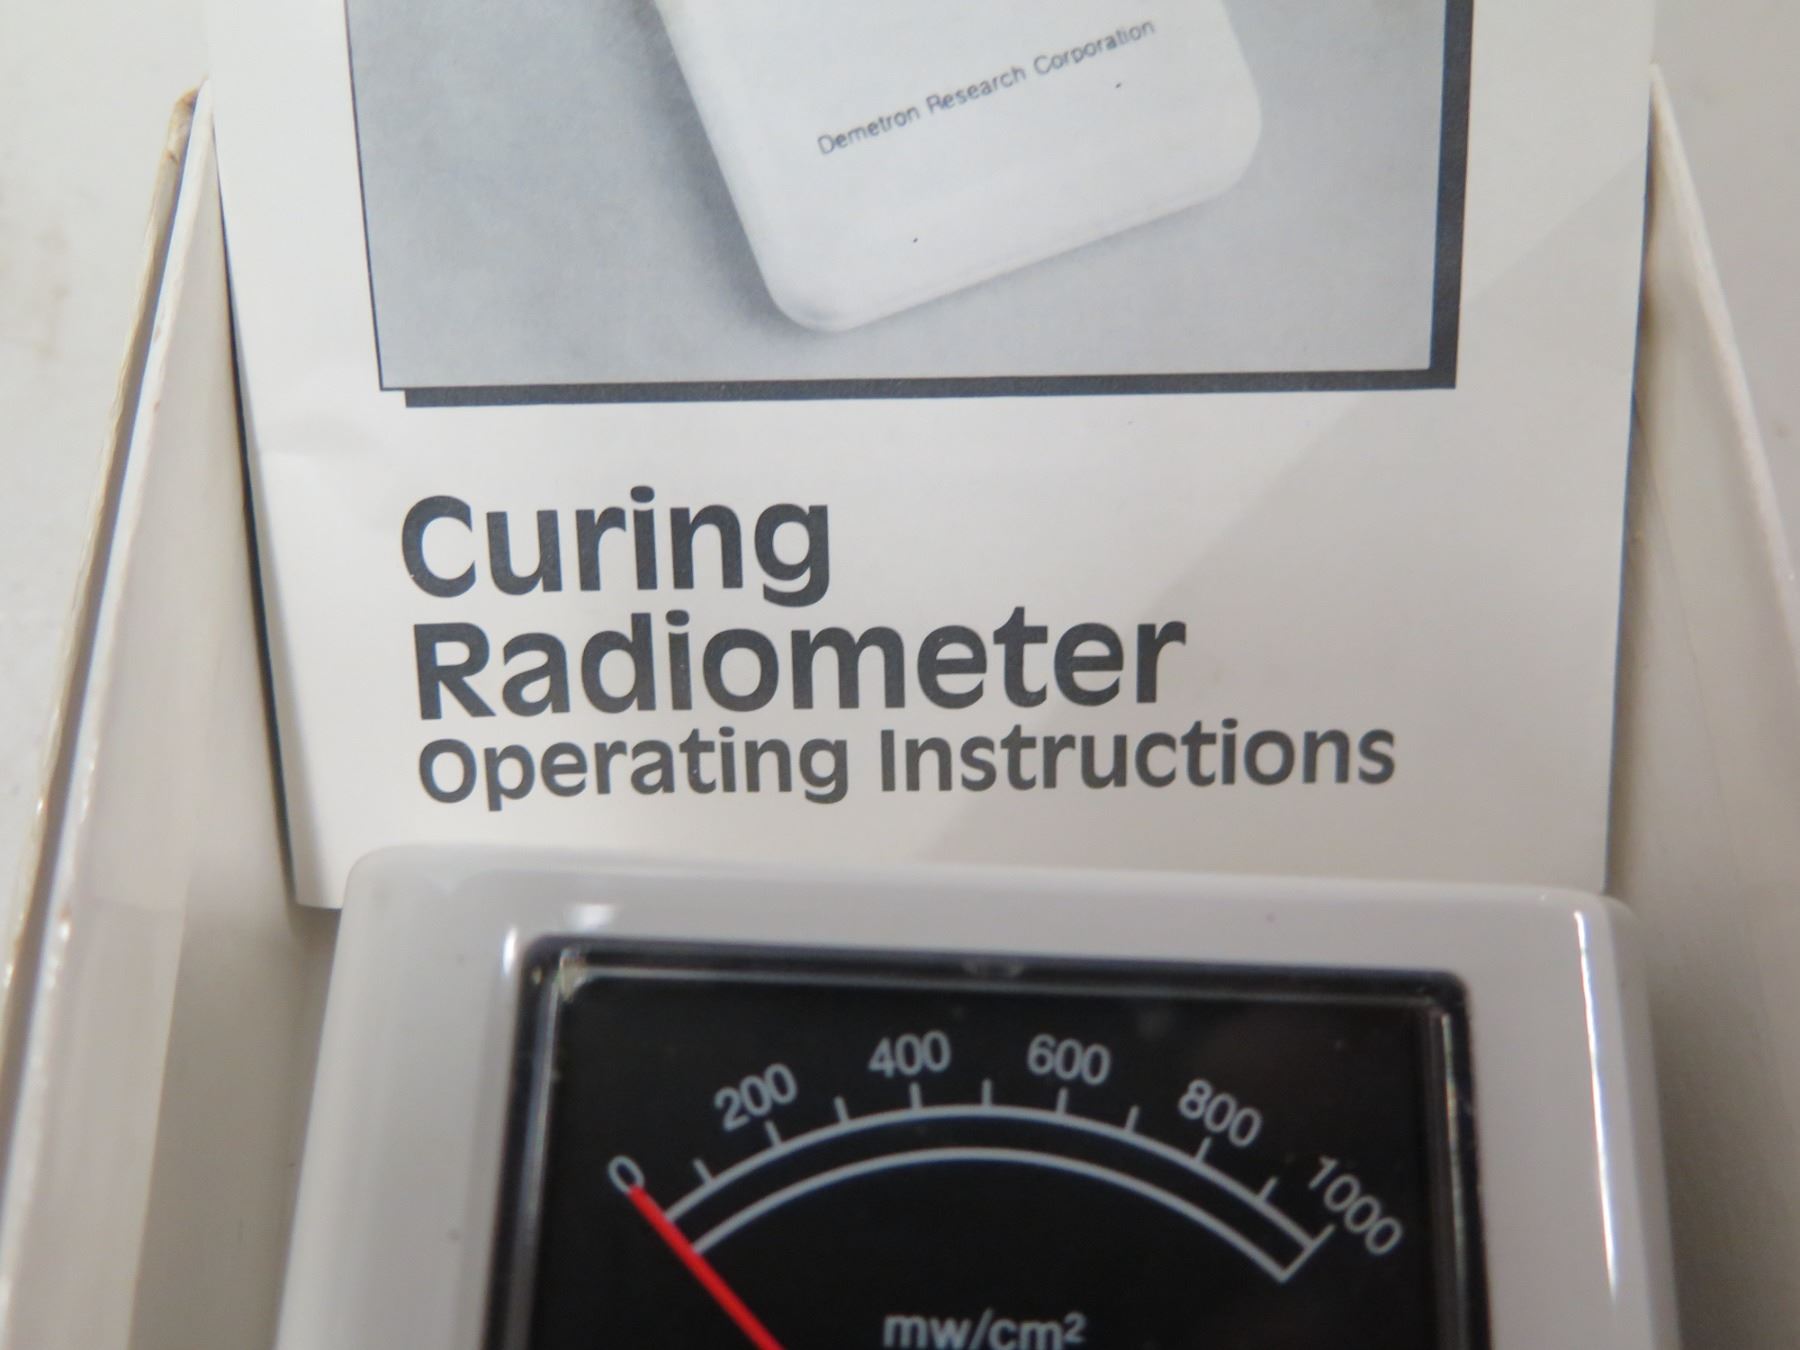 Demetron Research Corporation
Curing
Radiometer
Operating Instructions
0 200 400 600 800 1000
mw/cm²